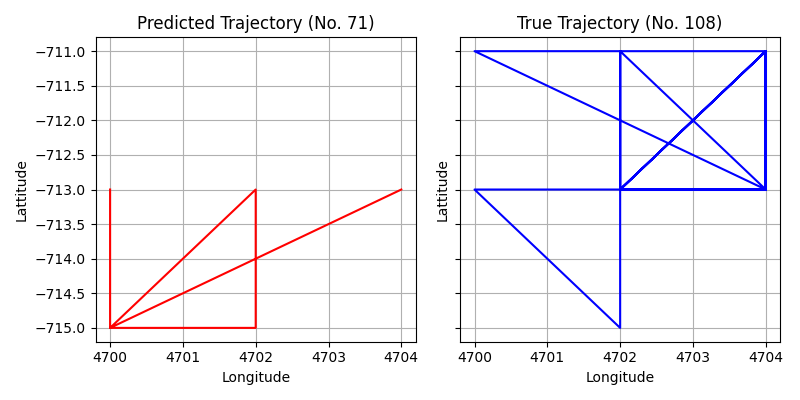 Predicted Trajectory (No. 71)
True Trajectory (No. 108)
−711.0
−711.5
−712.0
−712.5
−713.0
−713.5
−714.0
−714.5
−715.0
Lattitude
Lattitude
4700 4701 4702 4703 4704
4700 4701 4702 4703 4704
Longitude
Longitude